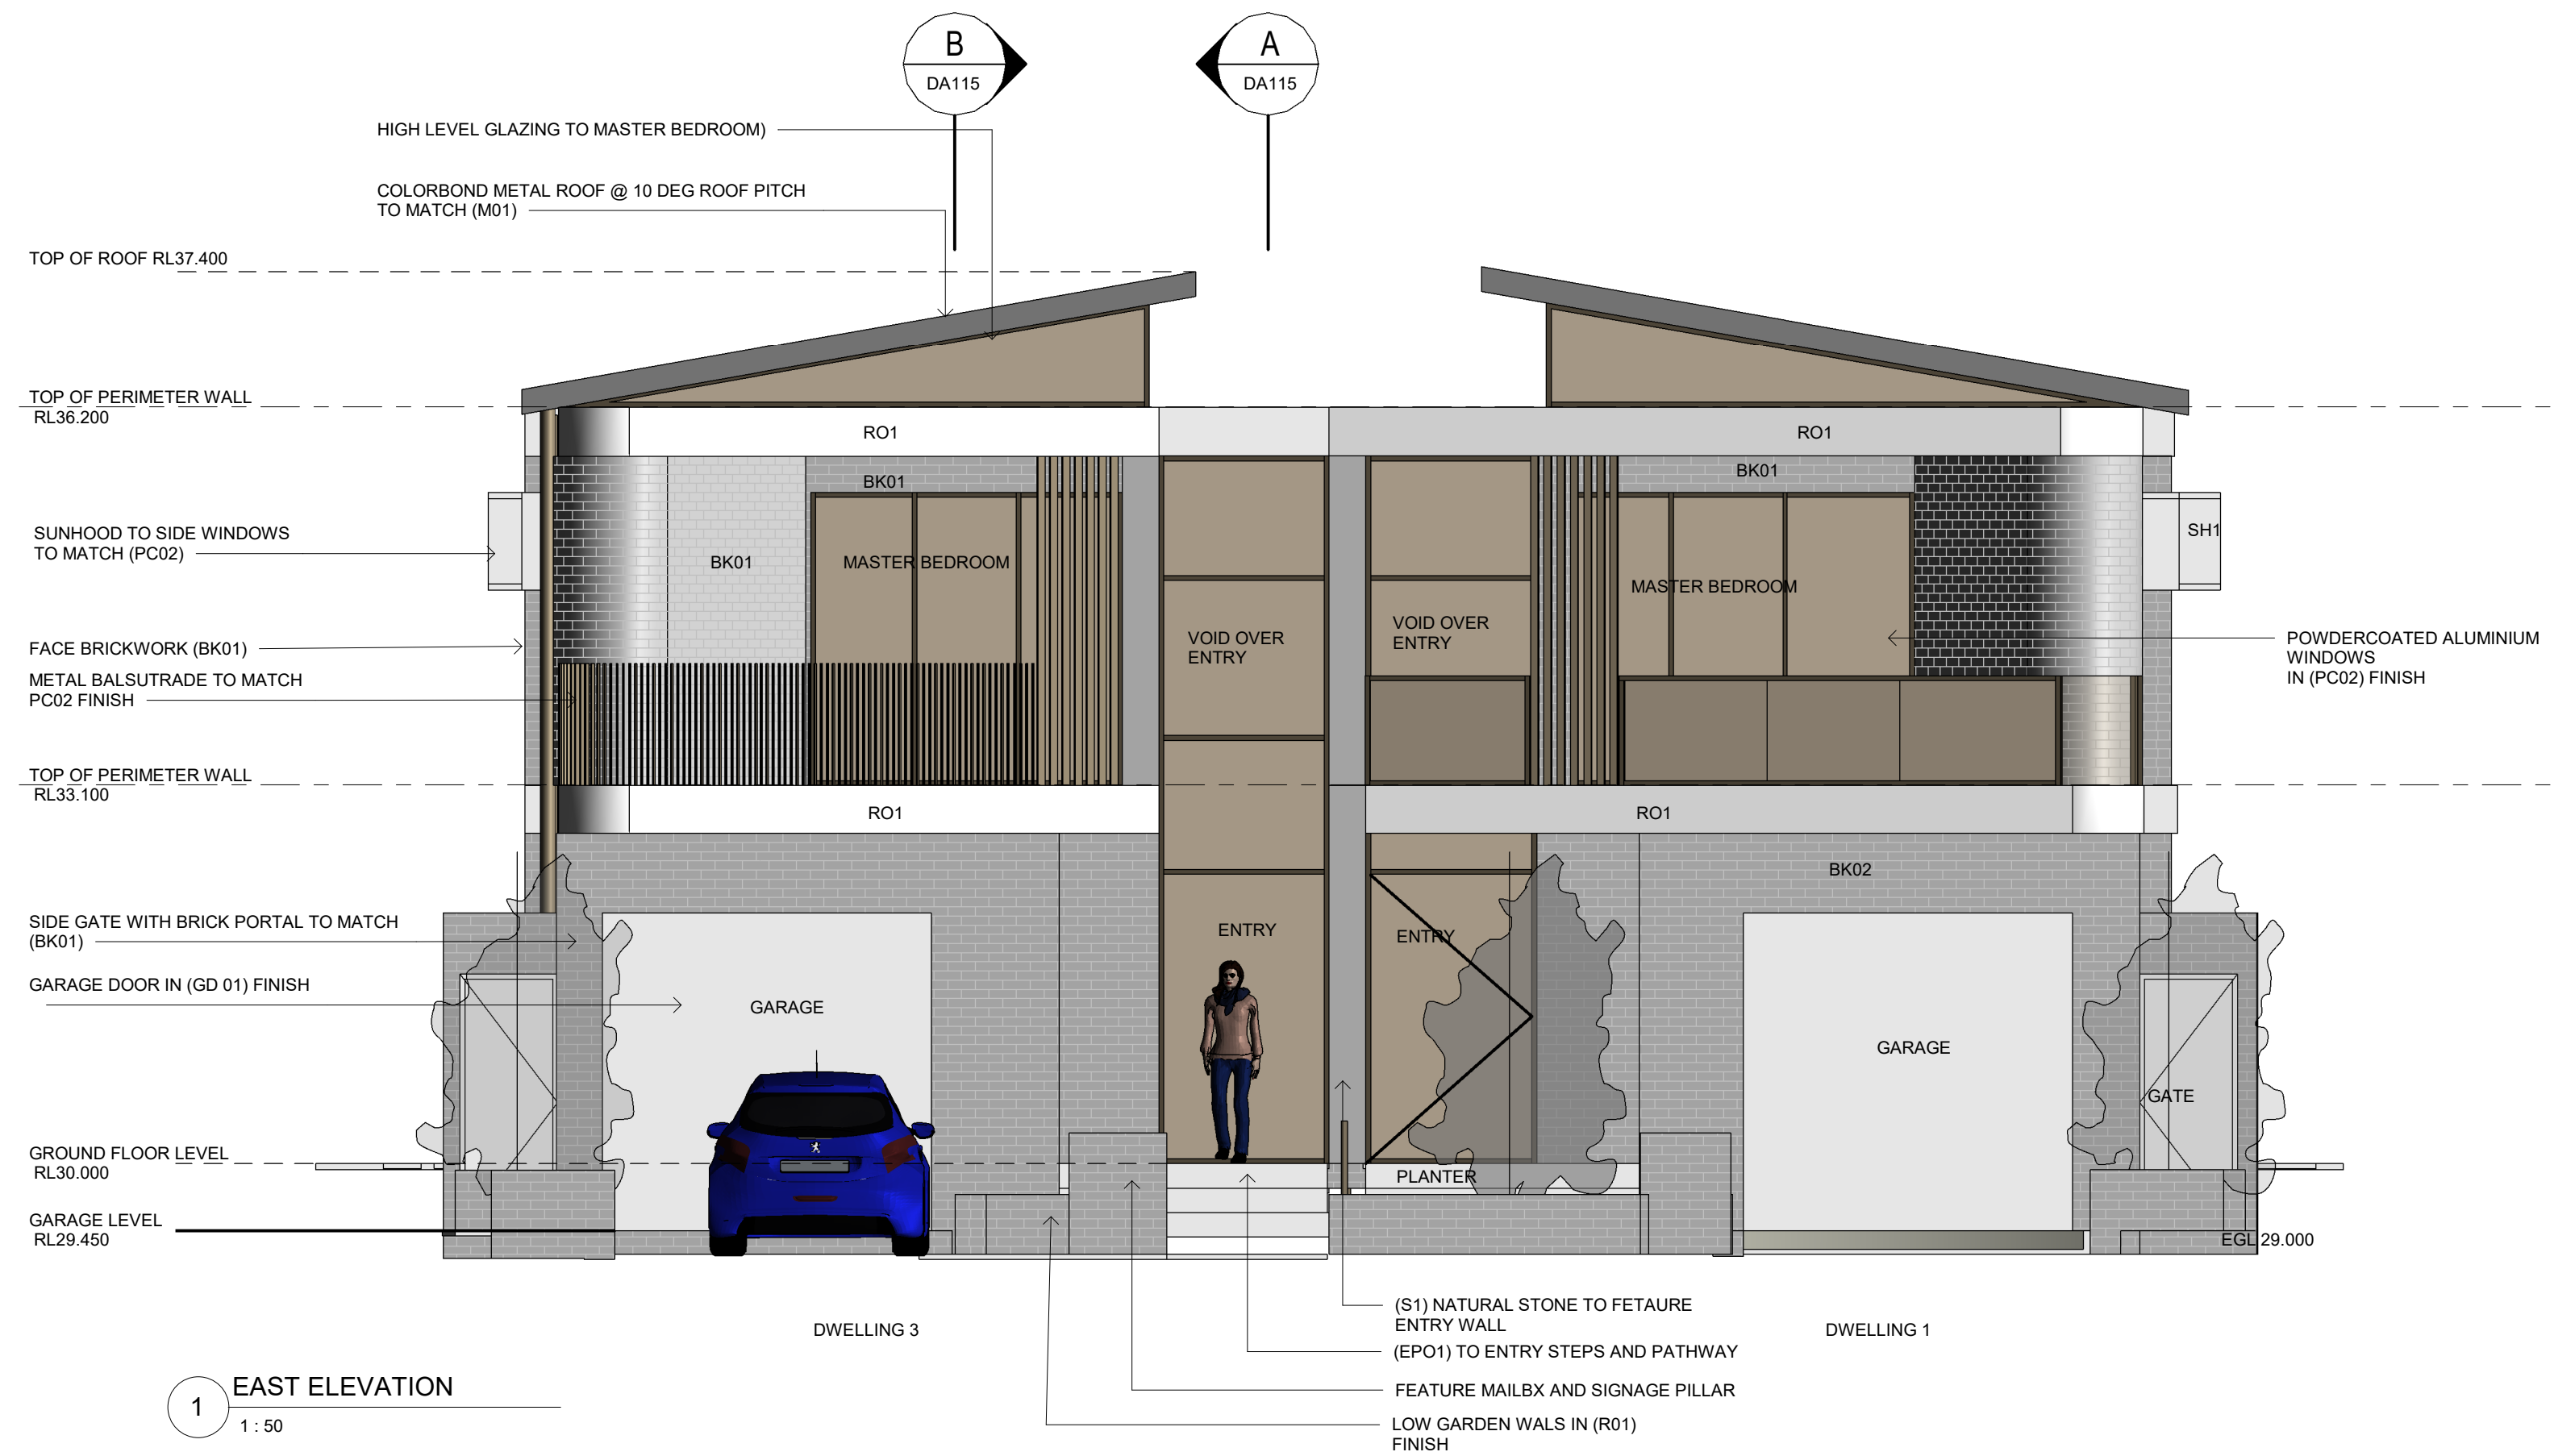 B
DA115
A
DA115
HIGH LEVEL GLAZING TO MASTER BEDROOM)
COLORBOND METAL ROOF @ 10 DEG ROOF PITCH
TO MATCH (M01)
TOP OF ROOF RL37.400
TOP OF PERIMETER WALL
RL36.200
RO1
RO1
BK01
BK01
SUNHOOD TO SIDE WINDOWS
TO MATCH (PC02)
SH1
BK01
MASTER BEDROOM
MASTER BEDROOM
VOID OVER
ENTRY
VOID OVER
ENTRY
FACE BRICKWORK (BK01)
POWDERCOATED ALUMINIUM
WINDOWS
IN (PC02) FINISH
METAL BALSUTRADE TO MATCH
PC02 FINISH
TOP OF PERIMETER WALL
RL33.100
RO1
RO1
BK02
SIDE GATE WITH BRICK PORTAL TO MATCH
(BK01)
ENTRY
ENTRY
GARAGE DOOR IN (GD 01) FINISH
GARAGE
GARAGE
GATE
GROUND FLOOR LEVEL
RL30.000
PLANTER
GARAGE LEVEL
RL29.450
EGL 29.000
(S1) NATURAL STONE TO FETAURE
ENTRY WALL
DWELLING 3
DWELLING 1
(EPO1) TO ENTRY STEPS AND PATHWAY
FEATURE MAILBX AND SIGNAGE PILLAR
LOW GARDEN WALS IN (R01)
FINISH
1
EAST ELEVATION
1 : 50